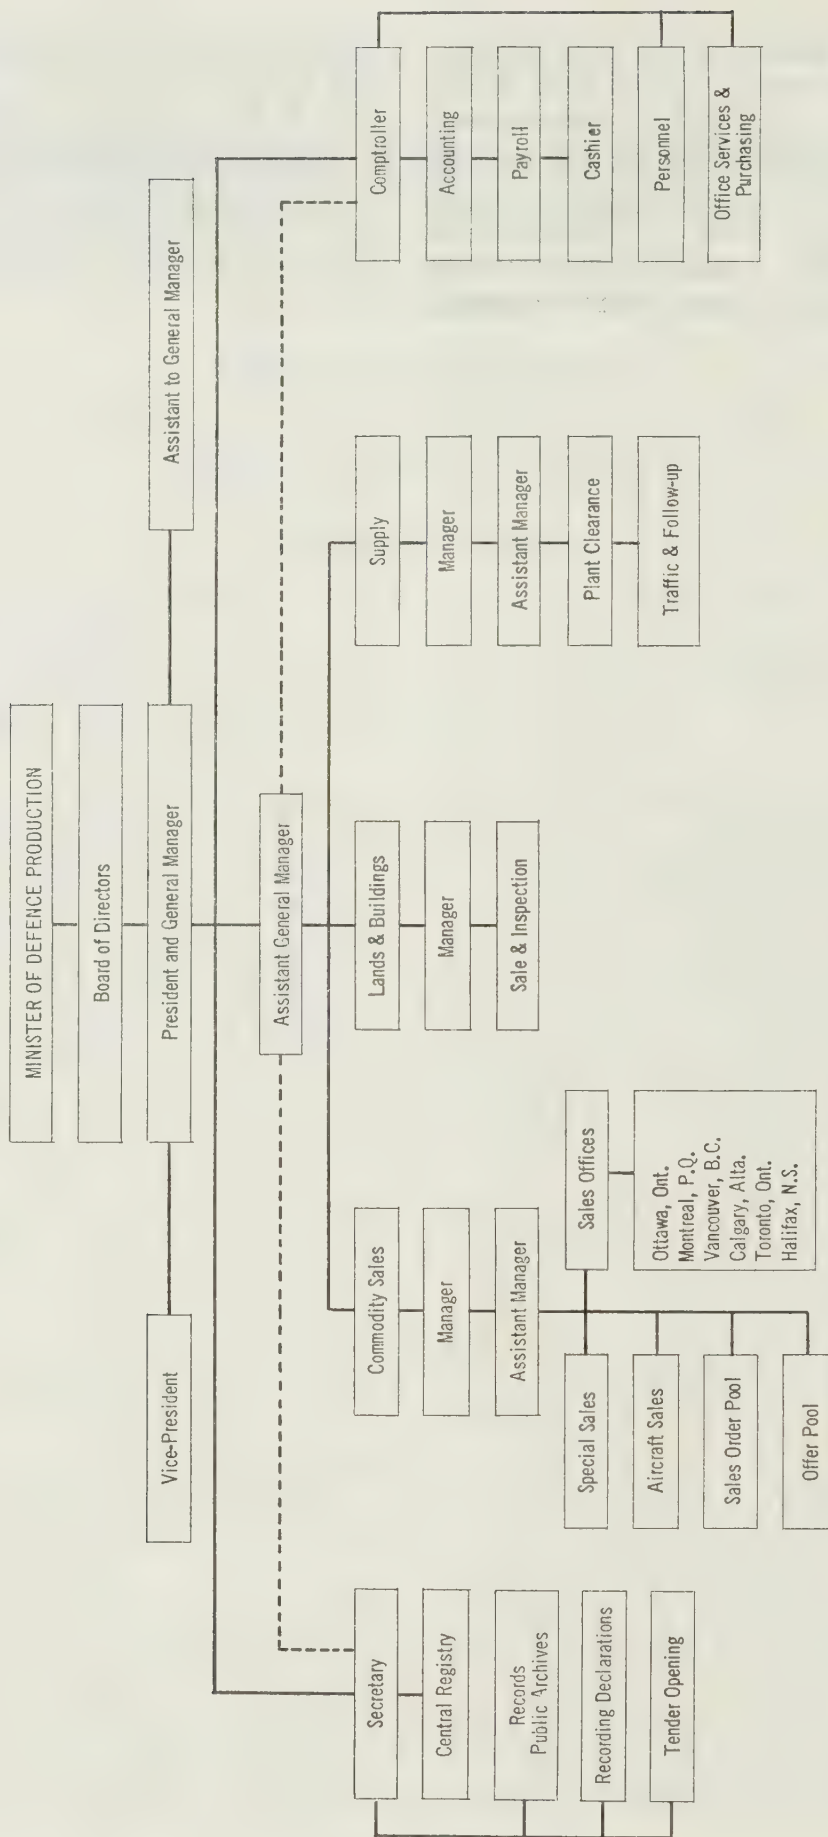 MINISTER OF DEFENCE PRODUCTION
Board of Directors
Vice-President
President and General Manager
Assistant to General Manager
Assistant General Manager
Secretary
Central Registry
Records
Public Archives
Recording Declarations
Tender Opening
Commodity Sales
Manager
Assistant Manager
Special Sales
Aircraft Sales
Sales Order Pool
Offer Pool
Sales Offices
Ottawa, Ont.
Montreal, P.Q.
Vancouver, B.C.
Calgary, Alta.
Toronto, Ont.
Halifax, N.S.
Lands & Buildings
Manager
Sale & Inspection
Supply
Manager
Assistant Manager
Plant Clearance
Traffic & Follow-up
Comptroller
Accounting
Payroll
Cashier
Personnel
Office Services &
Purchasing